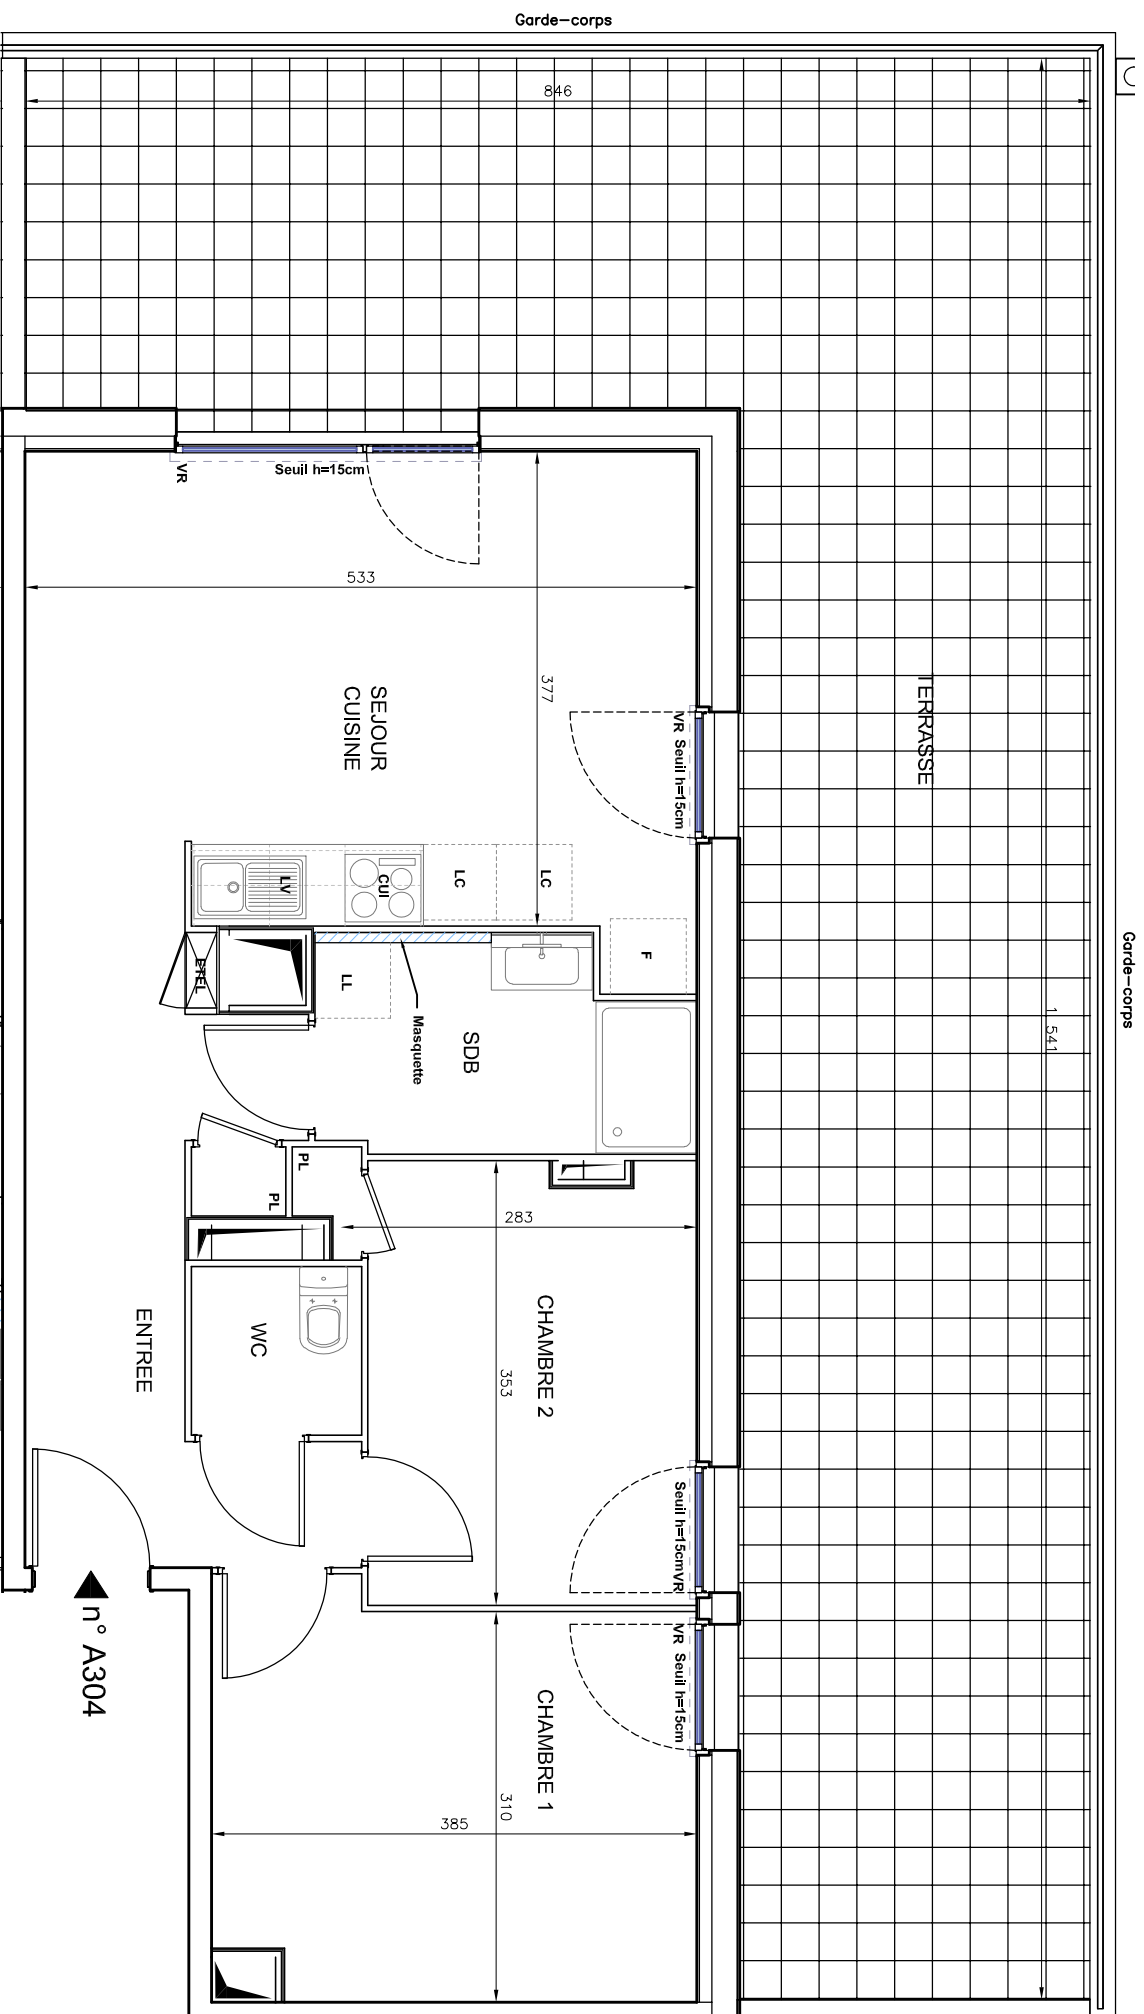 Garde-corps
846
VR
Seuil h=15cm
533
377
SEJOUR
CUISINE
VR Seuil h=15cm
TERRASSE
Garde-corps
1 541
LV
CUI
LC
LC
F
ETEL
LL
Masquette
SDB
PL
PL
283
CHAMBRE 2
353
WC
ENTREE
Seuil h=15cmVR
VR Seuil h=15cm
n° A304
CHAMBRE 1
310
385